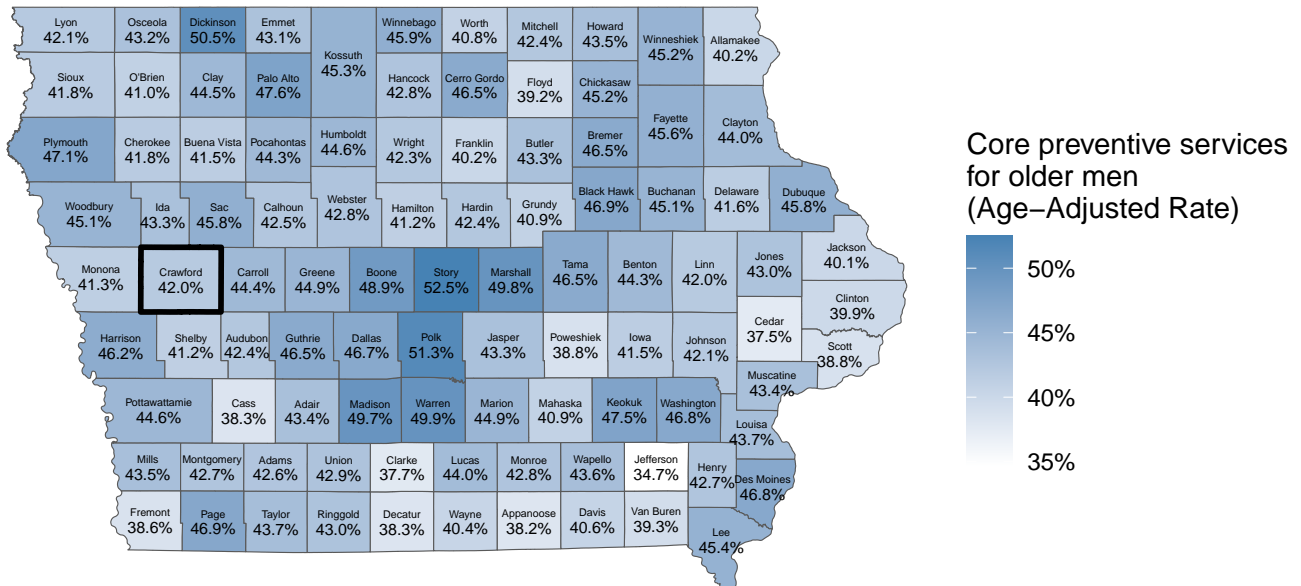 Lyon
42.1%
Osceola
43.2%
Dickinson
50.5%
Emmet
43.1%
Kossuth
45.3%
Winnebago
45.9%
Worth
40.8%
Mitchell
42.4%
Howard
43.5%
Winneshiek
45.2%
Allamakee
40.2%
Sioux
41.8%
O'Brien
41.0%
Clay
44.5%
Palo Alto
47.6%
Hancock
42.8%
Cerro Gordo
46.5%
Floyd
39.2%
Chickasaw
45.2%
Plymouth
47.1%
Cherokee
41.8%
Buena Vista
41.5%
Pocahontas
44.3%
Humboldt
44.6%
Wright
42.3%
Franklin
40.2%
Butler
43.3%
Bremer
46.5%
Fayette
45.6%
Clayton
44.0%
Woodbury
45.1%
Ida
43.3%
Sac
45.8%
Calhoun
42.5%
Webster
42.8%
Hamilton
41.2%
Hardin
42.4%
Grundy
40.9%
Black Hawk
46.9%
Buchanan
45.1%
Delaware
41.6%
Dubuque
45.8%
Monona
41.3%
Crawford
42.0%
Carroll
44.4%
Greene
44.9%
Boone
48.9%
Story
52.5%
Marshall
49.8%
Tama
46.5%
Benton
44.3%
Linn
42.0%
Jones
43.0%
Jackson
40.1%
Clinton
39.9%
Harrison
46.2%
Shelby
41.2%
Audubon
42.4%
Guthrie
46.5%
Dallas
46.7%
Polk
51.3%
Jasper
43.3%
Poweshiek
38.8%
Iowa
41.5%
Johnson
42.1%
Cedar
37.5%
Scott
38.8%
Muscatine
43.4%
Pottawattamie
44.6%
Cass
38.3%
Adair
43.4%
Madison
49.7%
Warren
49.9%
Marion
44.9%
Mahaska
40.9%
Keokuk
47.5%
Washington
46.8%
Louisa
43.7%
Mills
43.5%
Montgomery
42.7%
Adams
42.6%
Union
42.9%
Clarke
37.7%
Lucas
44.0%
Monroe
42.8%
Wapello
43.6%
Jefferson
34.7%
Henry
42.7%
Des Moines
46.8%
Fremont
38.6%
Page
46.9%
Taylor
43.7%
Ringgold
43.0%
Decatur
38.3%
Wayne
40.4%
Appanoose
38.2%
Davis
40.6%
Van Buren
39.3%
Lee
45.4%
Core preventive services
for older men
(Age−Adjusted Rate)
50%
45%
40%
35%